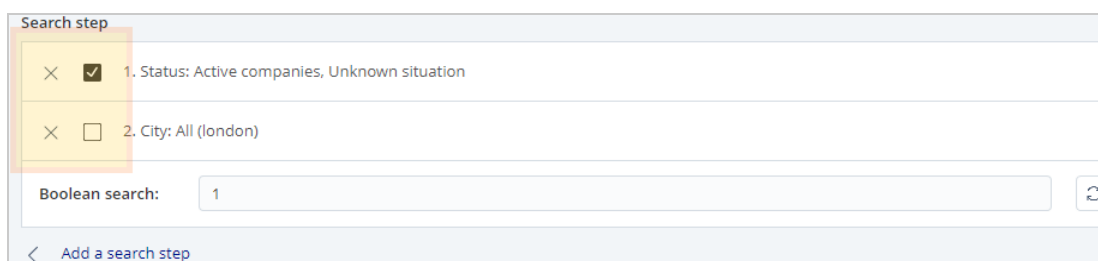 Search step
1. Status: Active companies, Unknown situation
2. City: All (london)
Boolean search: 1
Add a search step